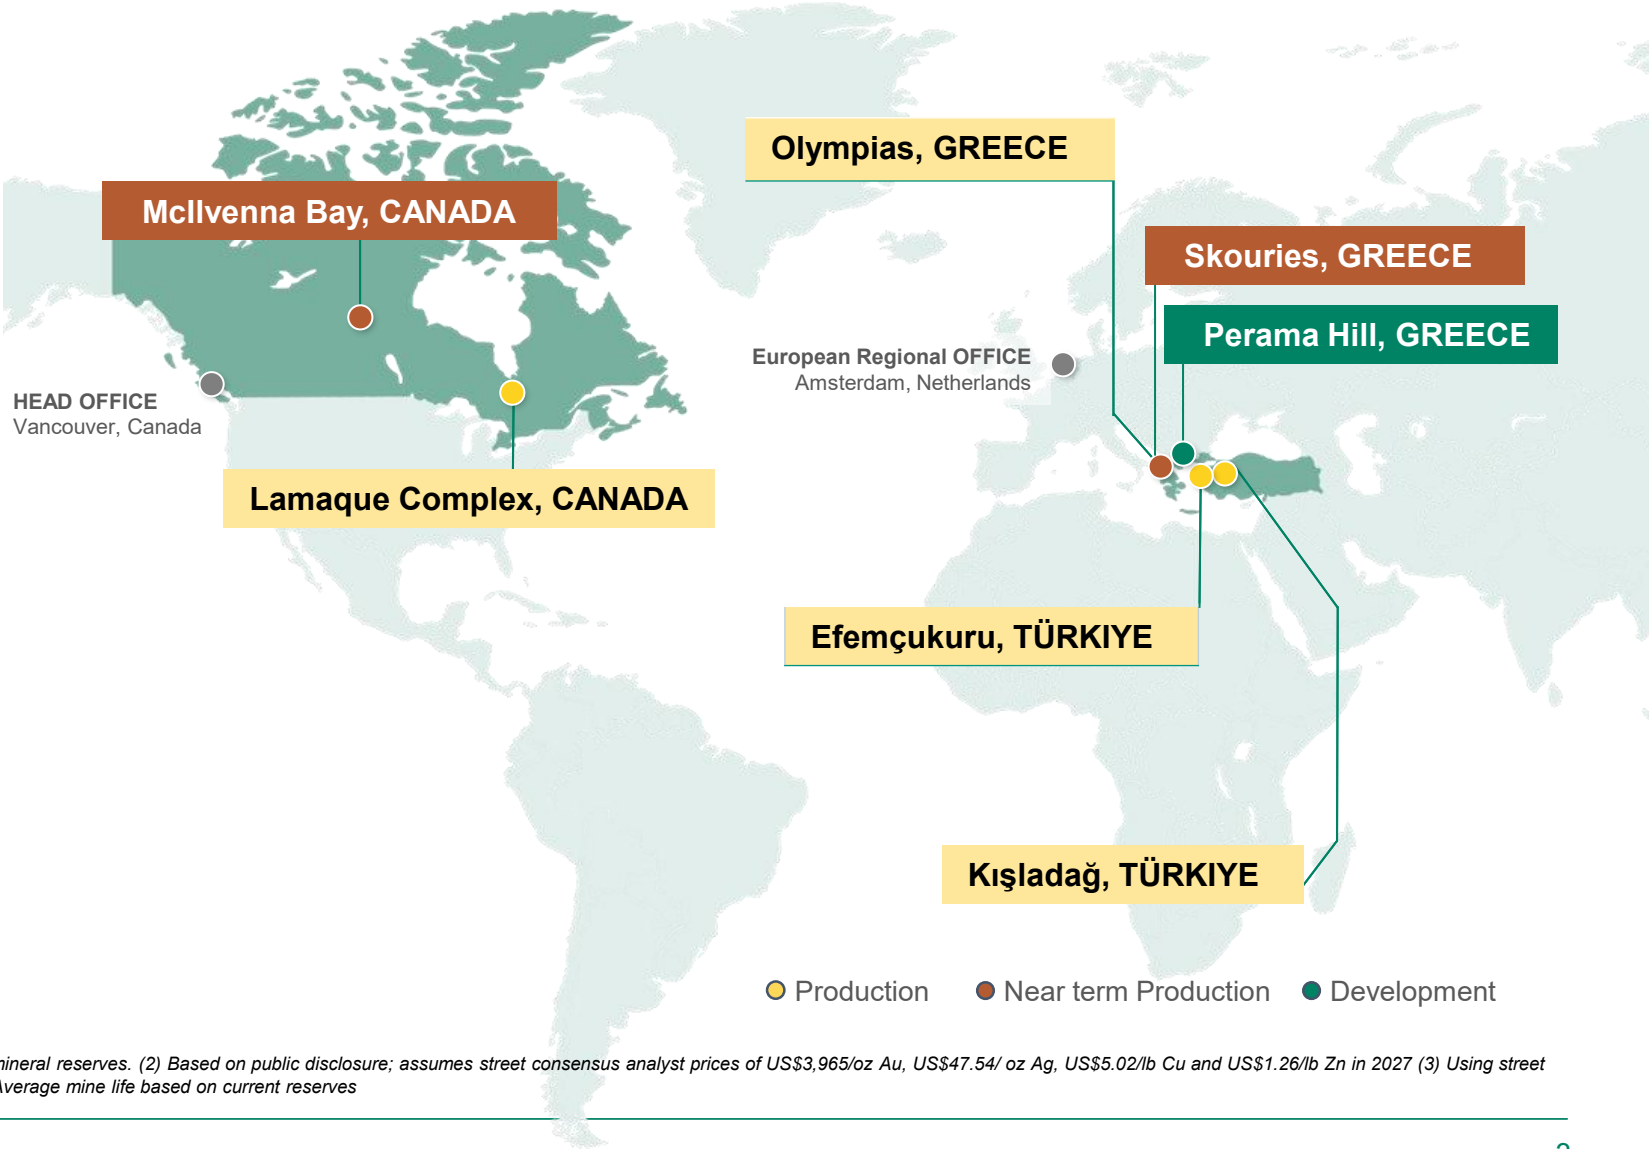 Olympias, GREECE
McIlvenna Bay, CANADA
Skouries, GREECE
Perama Hill, GREECE
European Regional OFFICE
Amsterdam, Netherlands
HEAD OFFICE
Vancouver, Canada
Lamaque Complex, CANADA
Efemçukuru, TÜRKIYE
Kışladağ, TÜRKIYE
Production
Near term Production
Development
mineral reserves. (2) Based on public disclosure; assumes street consensus analyst prices of US$3,965/oz Au, US$47.54/ oz Ag, US$5.02/lb Cu and US$1.26/lb Zn in 2027 (3) Using street
Average mine life based on current reserves